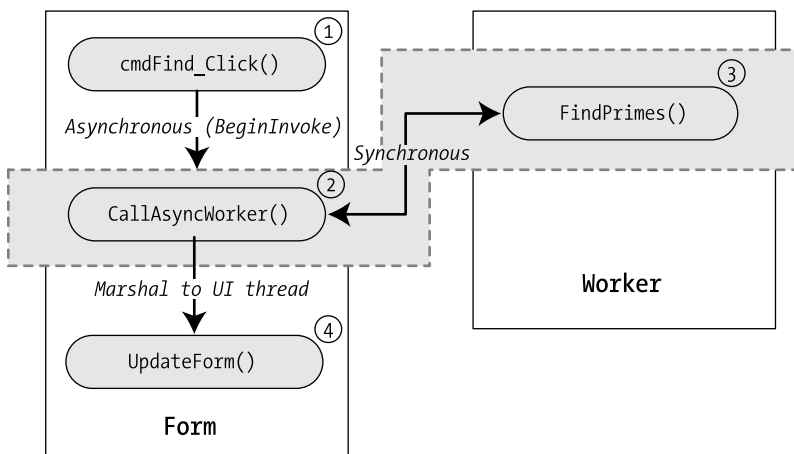 1
cmdFind_Click()
Asynchronous (BeginInvoke)
2
CallAsyncWorker()
Synchronous
3
FindPrimes()
Worker
Marshal to UI thread
4
UpdateForm()
Form